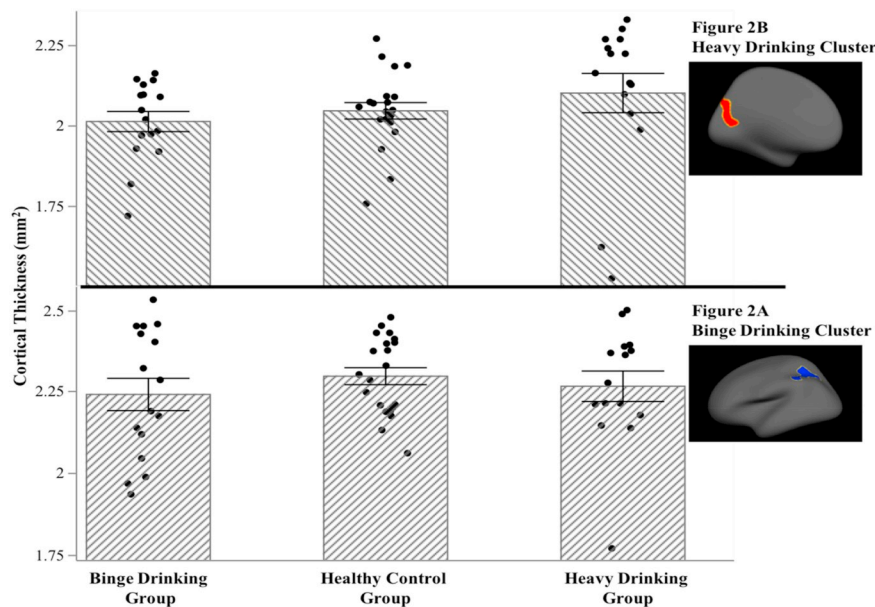 Cortical Thickness (mm²)
2.25
2
1.75
Figure 2B
Heavy Drinking Cluster
2.5
2.25
2
1.75
Figure 2A
Binge Drinking Cluster
Binge Drinking
Group
Healthy Control
Group
Heavy Drinking
Group